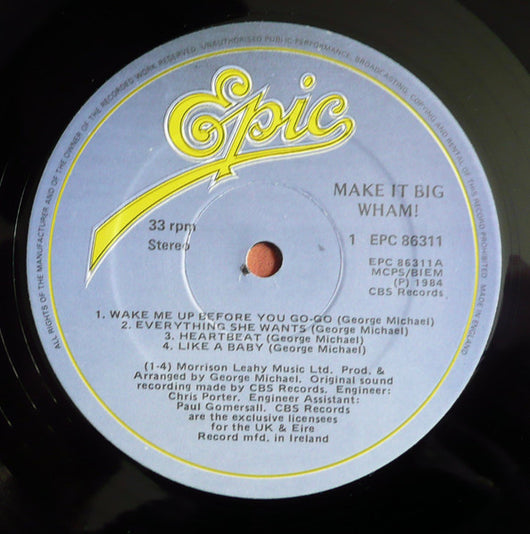 ALL RIGHTS OF THE MANUFACTURER AND OF THE OWNER OF THE RECORDED WORK RESERVED. UNAUTHORISED PUBLIC PERFORMANCE, BROADCASTING, COPYING AND RENTAL OF THIS RECORD PROHIBITED. MADE IN ENGLAND.
Epic
MAKE IT BIG
WHAM!
33 rpm
Stereo
1 EPC 86311
EPC 86311A
MCPS/BIEM
(P) 1984
CBS Records
1. WAKE ME UP BEFORE YOU GO-GO (George Michael)
2. EVERYTHING SHE WANTS (George Michael)
3. HEARTBEAT (George Michael)
4. LIKE A BABY (George Michael)
(1-4) Morrison Leahy Music Ltd. Prod. &
Arranged by George Michael. Original sound
recording made by CBS Records. Engineer:
Chris Porter. Engineer Assistant:
Paul Gomersall. CBS Records
are the exclusive licensees
for the UK & Eire
Record mfd. in Ireland